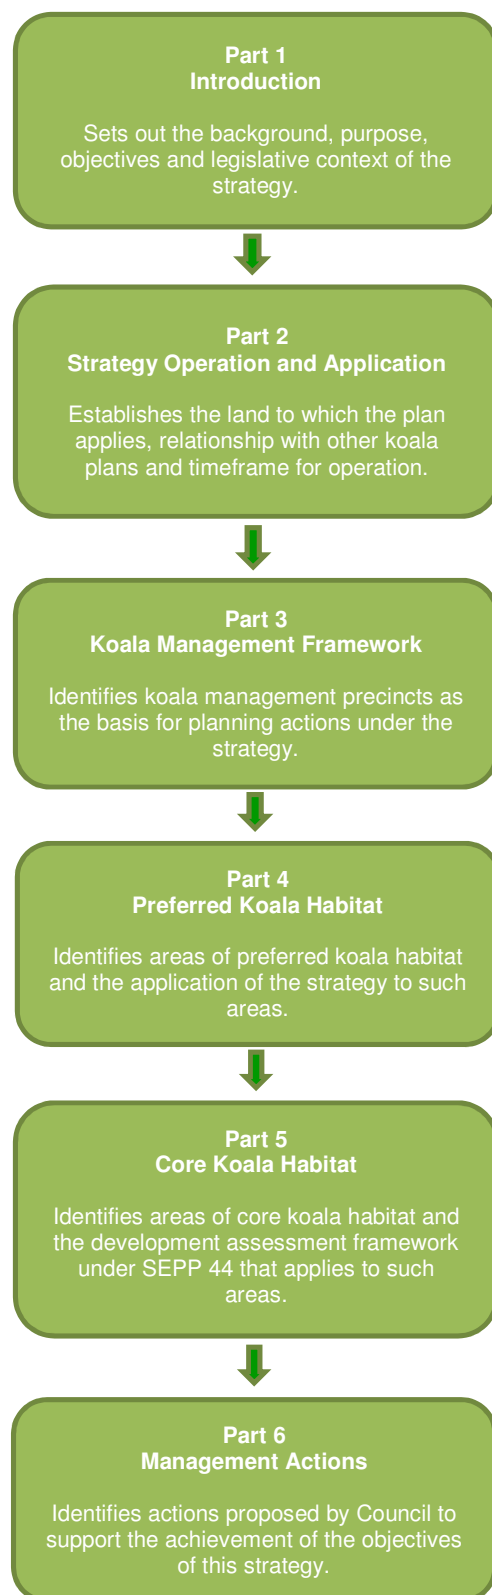 Part 1
Introduction
Sets out the background, purpose,
objectives and legislative context of the
strategy.
Part 2
Strategy Operation and Application
Establishes the land to which the plan
applies, relationship with other koala
plans and timeframe for operation.
Part 3
Koala Management Framework
Identifies koala management precincts as
the basis for planning actions under the
strategy.
Part 4
Preferred Koala Habitat
Identifies areas of preferred koala habitat
and the application of the strategy to such
areas.
Part 5
Core Koala Habitat
Identifies areas of core koala habitat and
the development assessment framework
under SEPP 44 that applies to such
areas.
Part 6
Management Actions
Identifies actions proposed by Council to
support the achievement of the objectives
of this strategy.